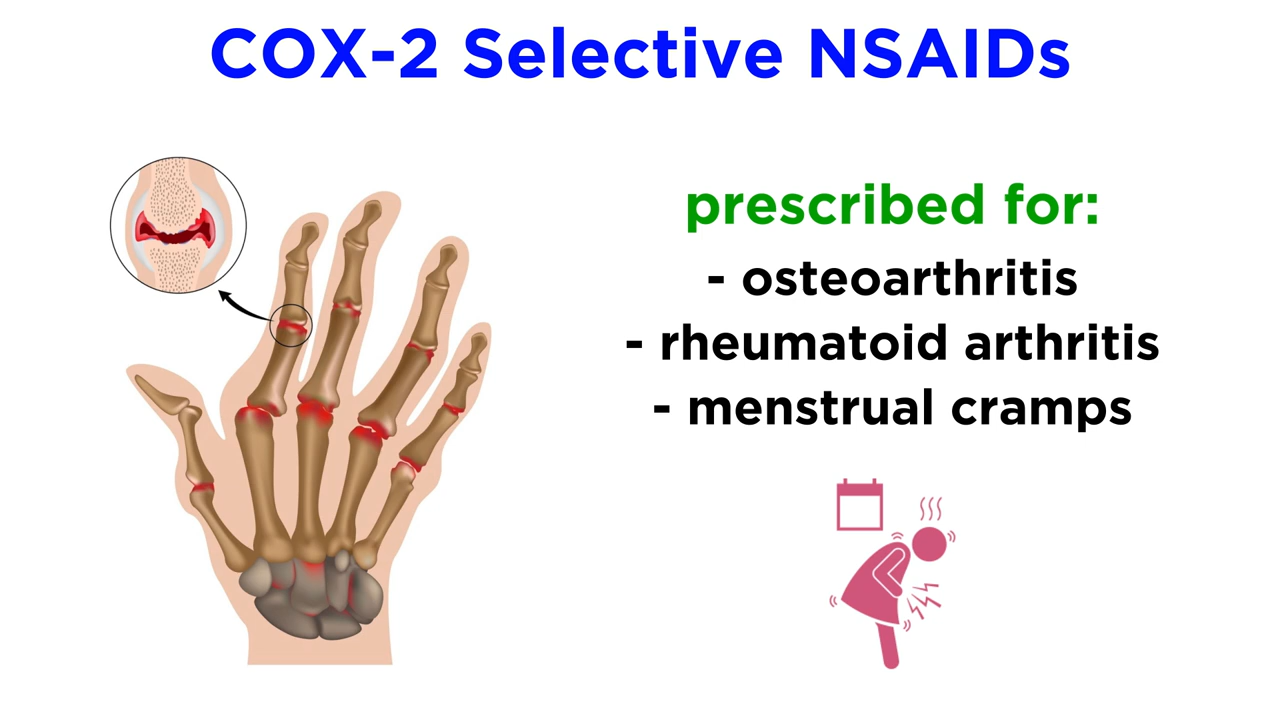 COX-2 Selective NSAIDs
prescribed for:
- osteoarthritis
- rheumatoid arthritis
- menstrual cramps